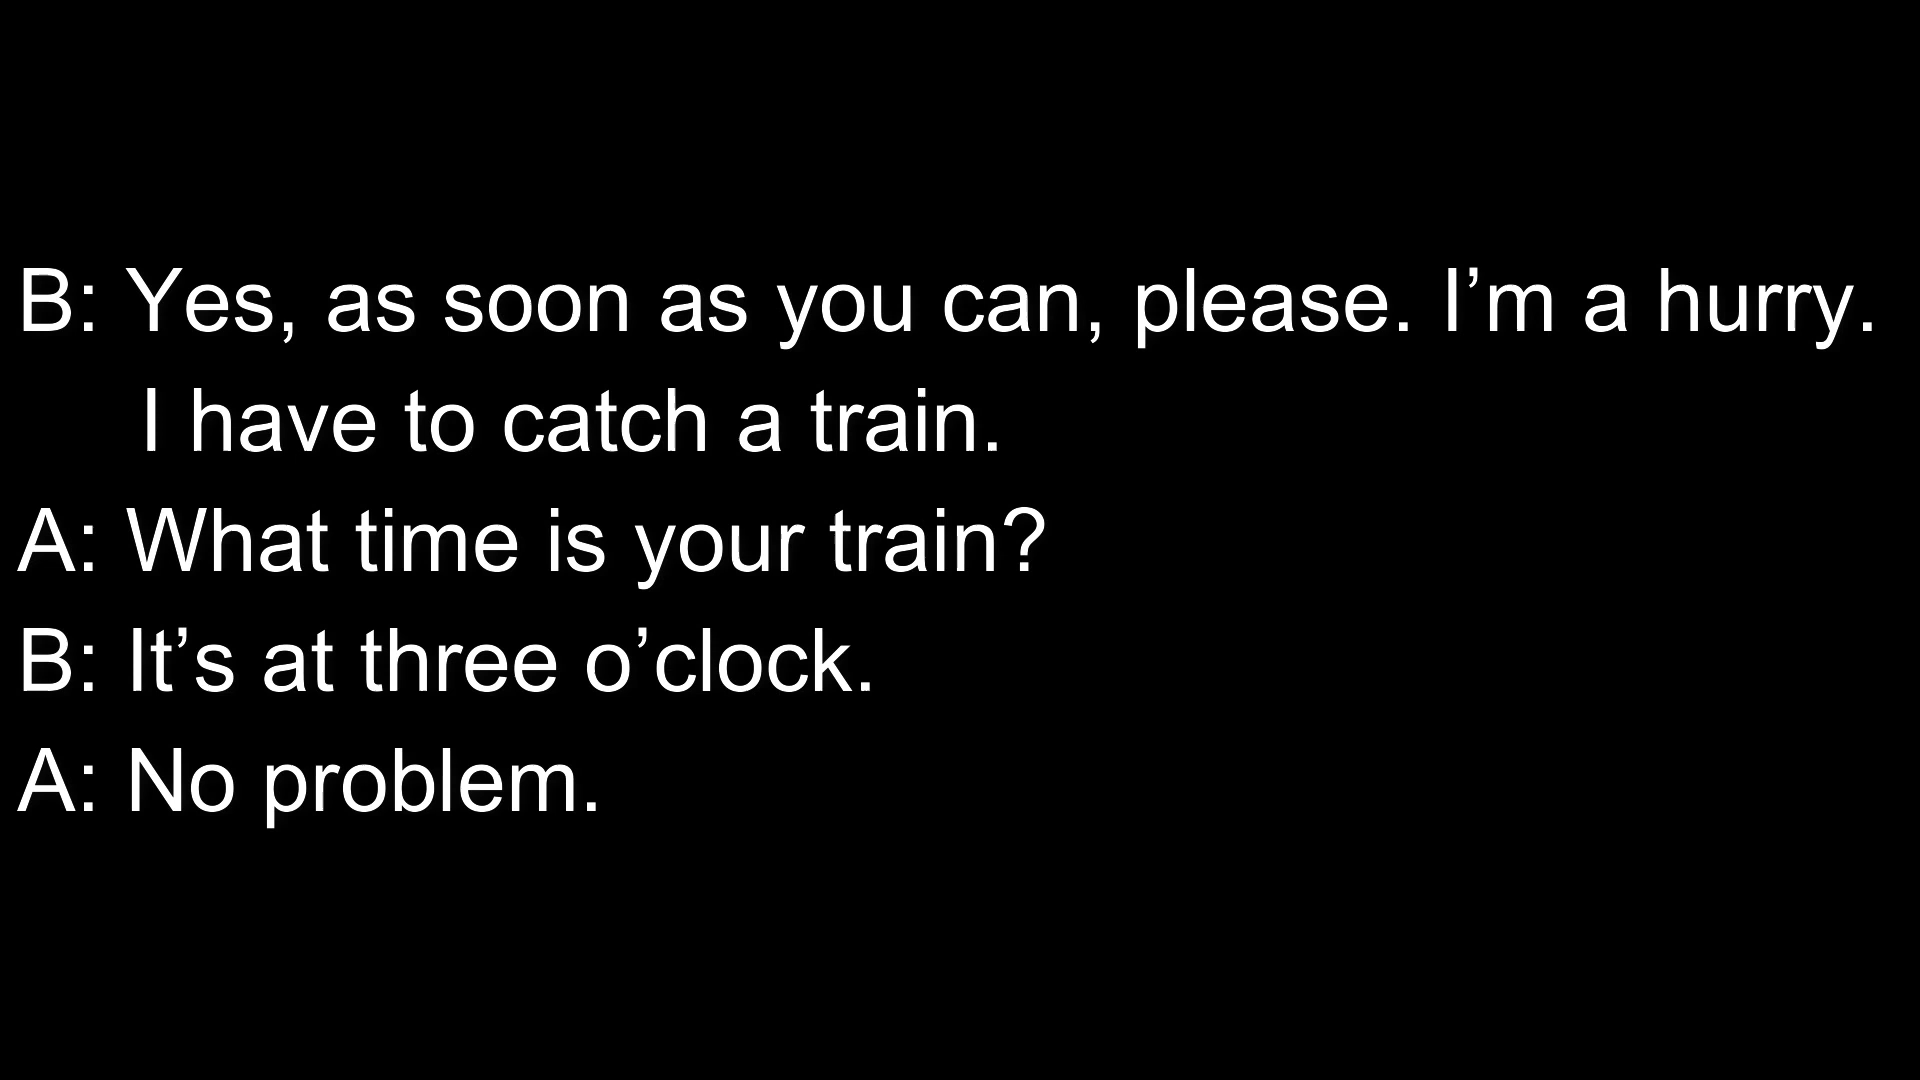 B: Yes, as soon as you can, please. I’m a hurry.
I have to catch a train.
A: What time is your train?
B: It’s at three o’clock.
A: No problem.